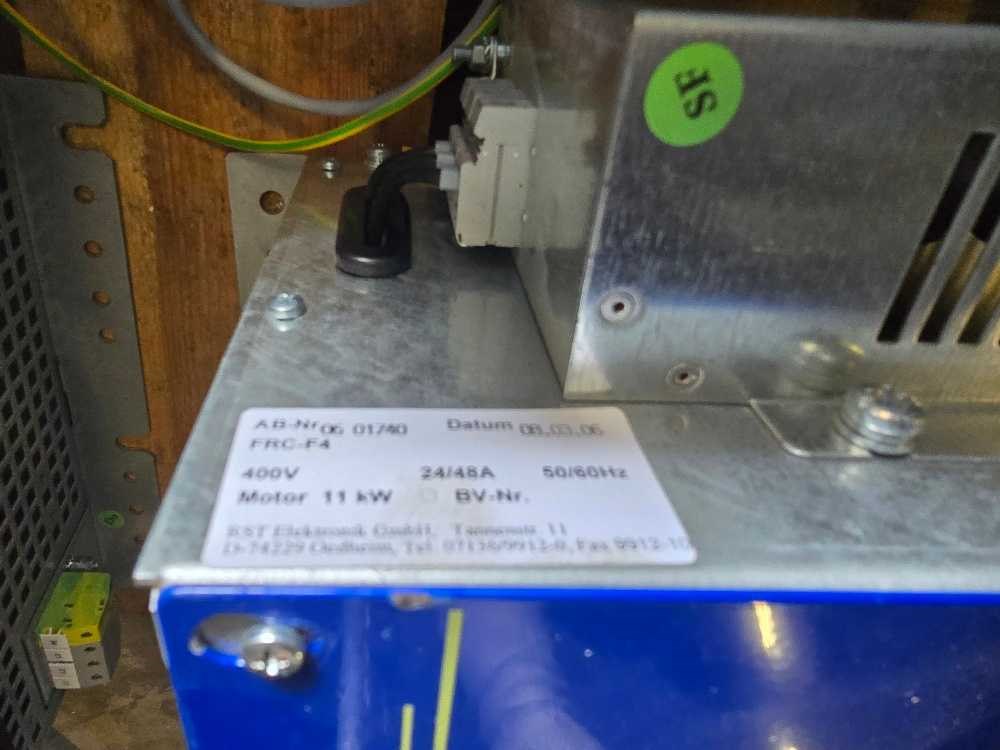 SF
AB-Nr 06 01740 Datum 08.03.06
FRC-F4
400V 24/48A 50/60Hz
Motor 11 kW BV-Nr.
RST Elektronik GmbH, Tannenstr. 11
D-74229 Oedheim, Tel. 07136/9912-0, Fax 9912-10